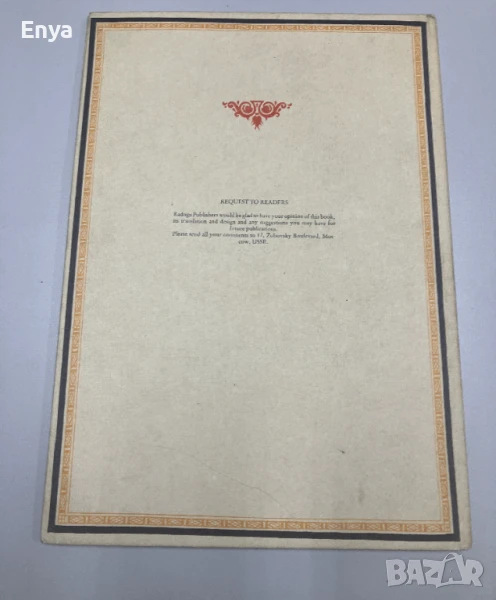 Enya
REQUEST TO READERS
Raduga Publishers would be glad to have your opinion of this book,
its translation and design and any suggestions you may have for
future publications.
Please send all your comments to 17, Zubovsky Boulevard, Mos-
cow, USSR.
BAZAR